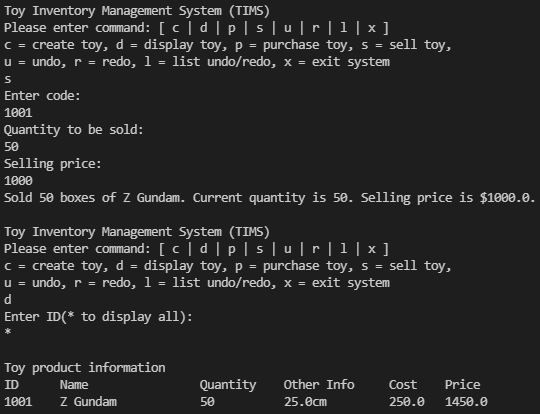 Toy Inventory Management System (TIMS)
Please enter command: [ c | d | p | s | u | r | l | x ]
c = create toy, d = display toy, p = purchase toy, s = sell toy,
u = undo, r = redo, l = list undo/redo, x = exit system
s
Enter code:
1001
Quantity to be sold:
50
Selling price:
1000
Sold 50 boxes of Z Gundam. Current quantity is 50. Selling price is $1000.0.
Toy Inventory Management System (TIMS)
Please enter command: [ c | d | p | s | u | r | l | x ]
c = create toy, d = display toy, p = purchase toy, s = sell toy,
u = undo, r = redo, l = list undo/redo, x = exit system
d
Enter ID(* to display all):
*
Toy product information
ID Name Quantity Other Info Cost Price
1001 Z Gundam 50 25.0cm 250.0 1450.0